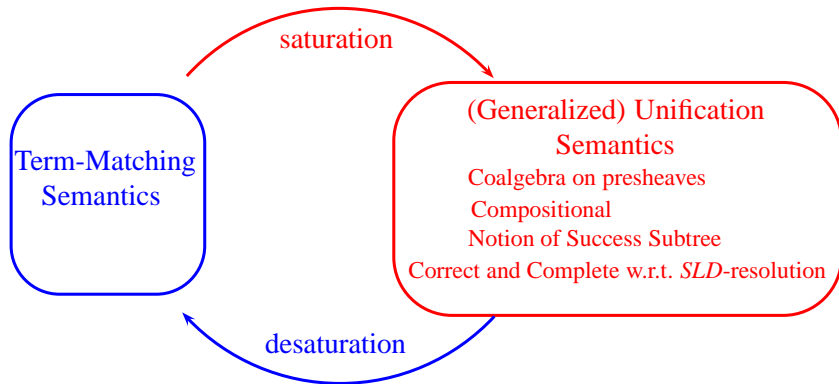 saturation
Term-Matching
Semantics
(Generalized) Unification
Semantics
Coalgebra on presheaves
Compositional
Notion of Success Subtree
Correct and Complete w.r.t. SLD-resolution
desaturation